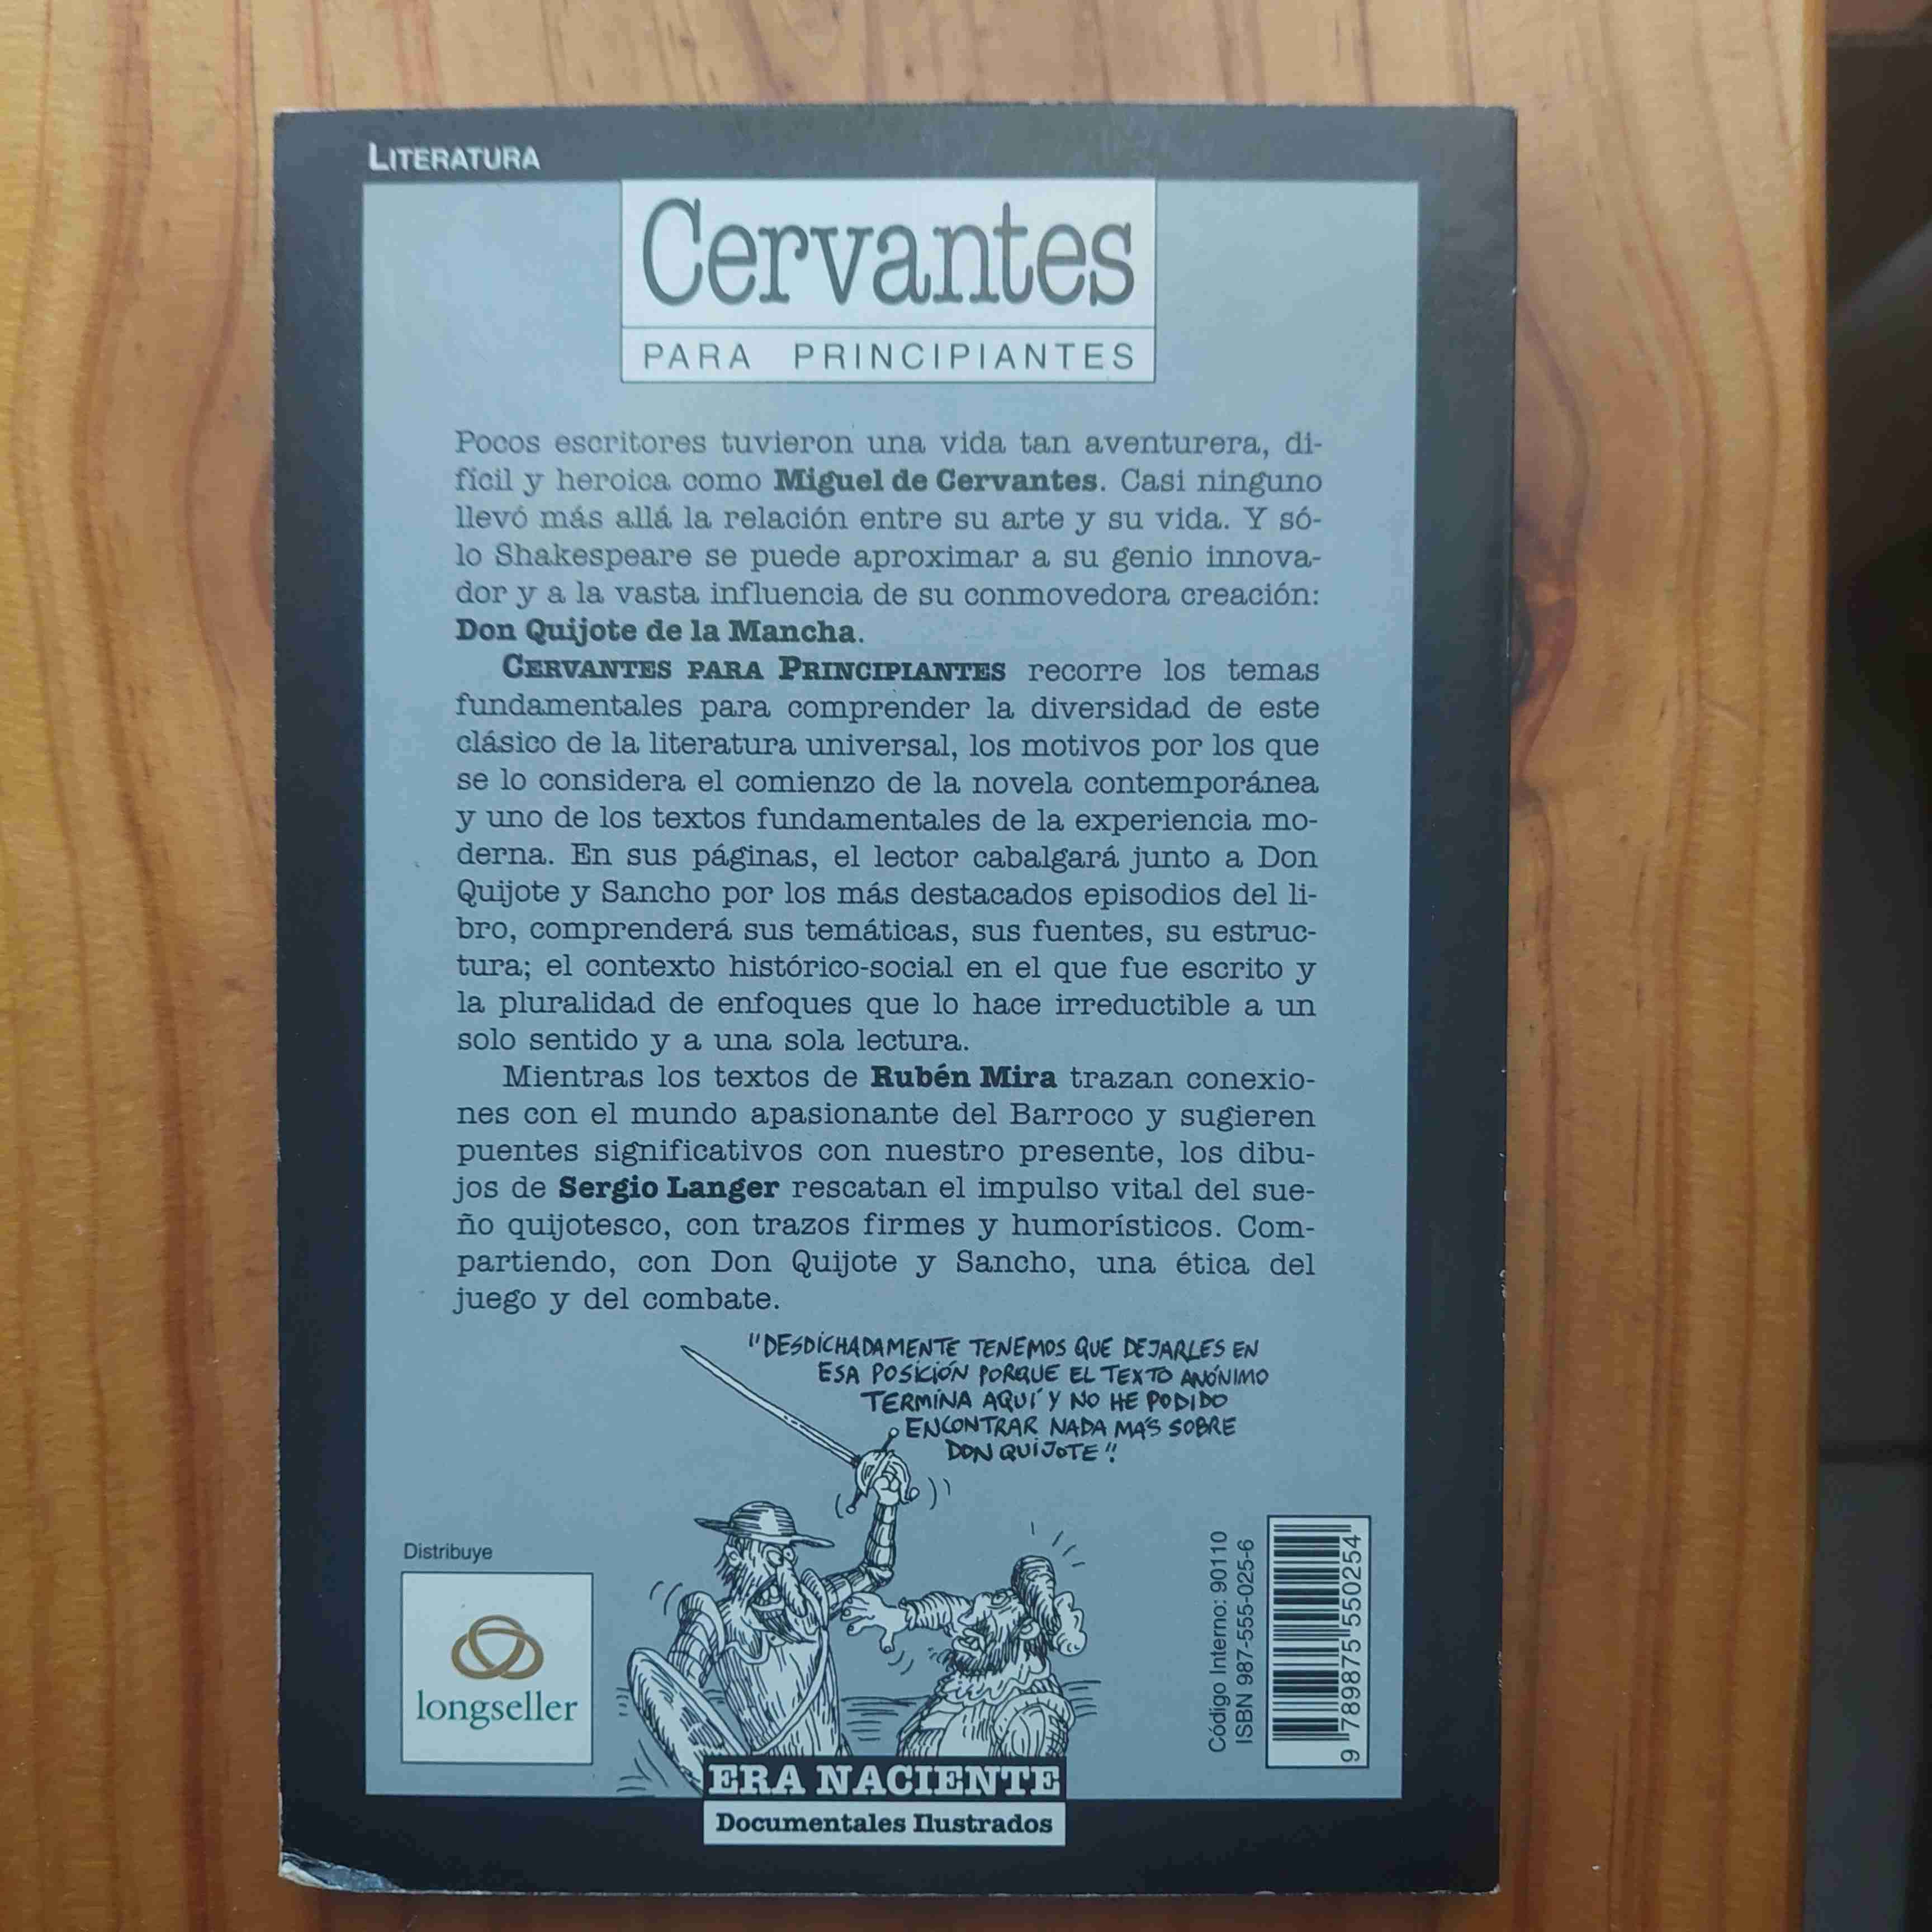 LITERATURA
Cervantes
PARA PRINCIPIANTES
Pocos escritores tuvieron una vida tan aventurera, di-
fícil y heroica como Miguel de Cervantes. Casi ninguno
llevó más allá la relación entre su arte y su vida. Y só-
lo Shakespeare se puede aproximar a su genio innova-
dor y a la vasta influencia de su conmovedora creación:
Don Quijote de la Mancha.
CERVANTES PARA PRINCIPIANTES recorre los temas
fundamentales para comprender la diversidad de este
clásico de la literatura universal, los motivos por los que
se lo considera el comienzo de la novela contemporánea
y uno de los textos fundamentales de la experiencia mo-
derna. En sus páginas, el lector cabalgará junto a Don
Quijote y Sancho por los más destacados episodios del li-
bro, comprenderá sus temáticas, sus fuentes, su estruc-
tura; el contexto histórico-social en el que fue escrito y
la pluralidad de enfoques que lo hace irreductible a un
solo sentido y a una sola lectura.
Mientras los textos de Rubén Mira trazan conexio-
nes con el mundo apasionante del Barroco y sugieren
puentes significativos con nuestro presente, los dibu-
jos de Sergio Langer rescatan el impulso vital del sue-
ño quijotesco, con trazos firmes y humorísticos. Com-
partiendo, con Don Quijote y Sancho, una ética del
juego y del combate.
"DESDICHADAMENTE TENEMOS QUE DEJARLES EN
ESA POSICIÓN PORQUE EL TEXTO ANÓNIMO
TERMINA AQUÍ Y NO HE PODIDO
ENCONTRAR NADA MÁS SOBRE
DON QUIJOTE"
Distribuye
longseller
Código Interno: 90110
ISBN 987-555-025-6
9 789875 550254
ERA NACIENTE
Documentales Ilustrados